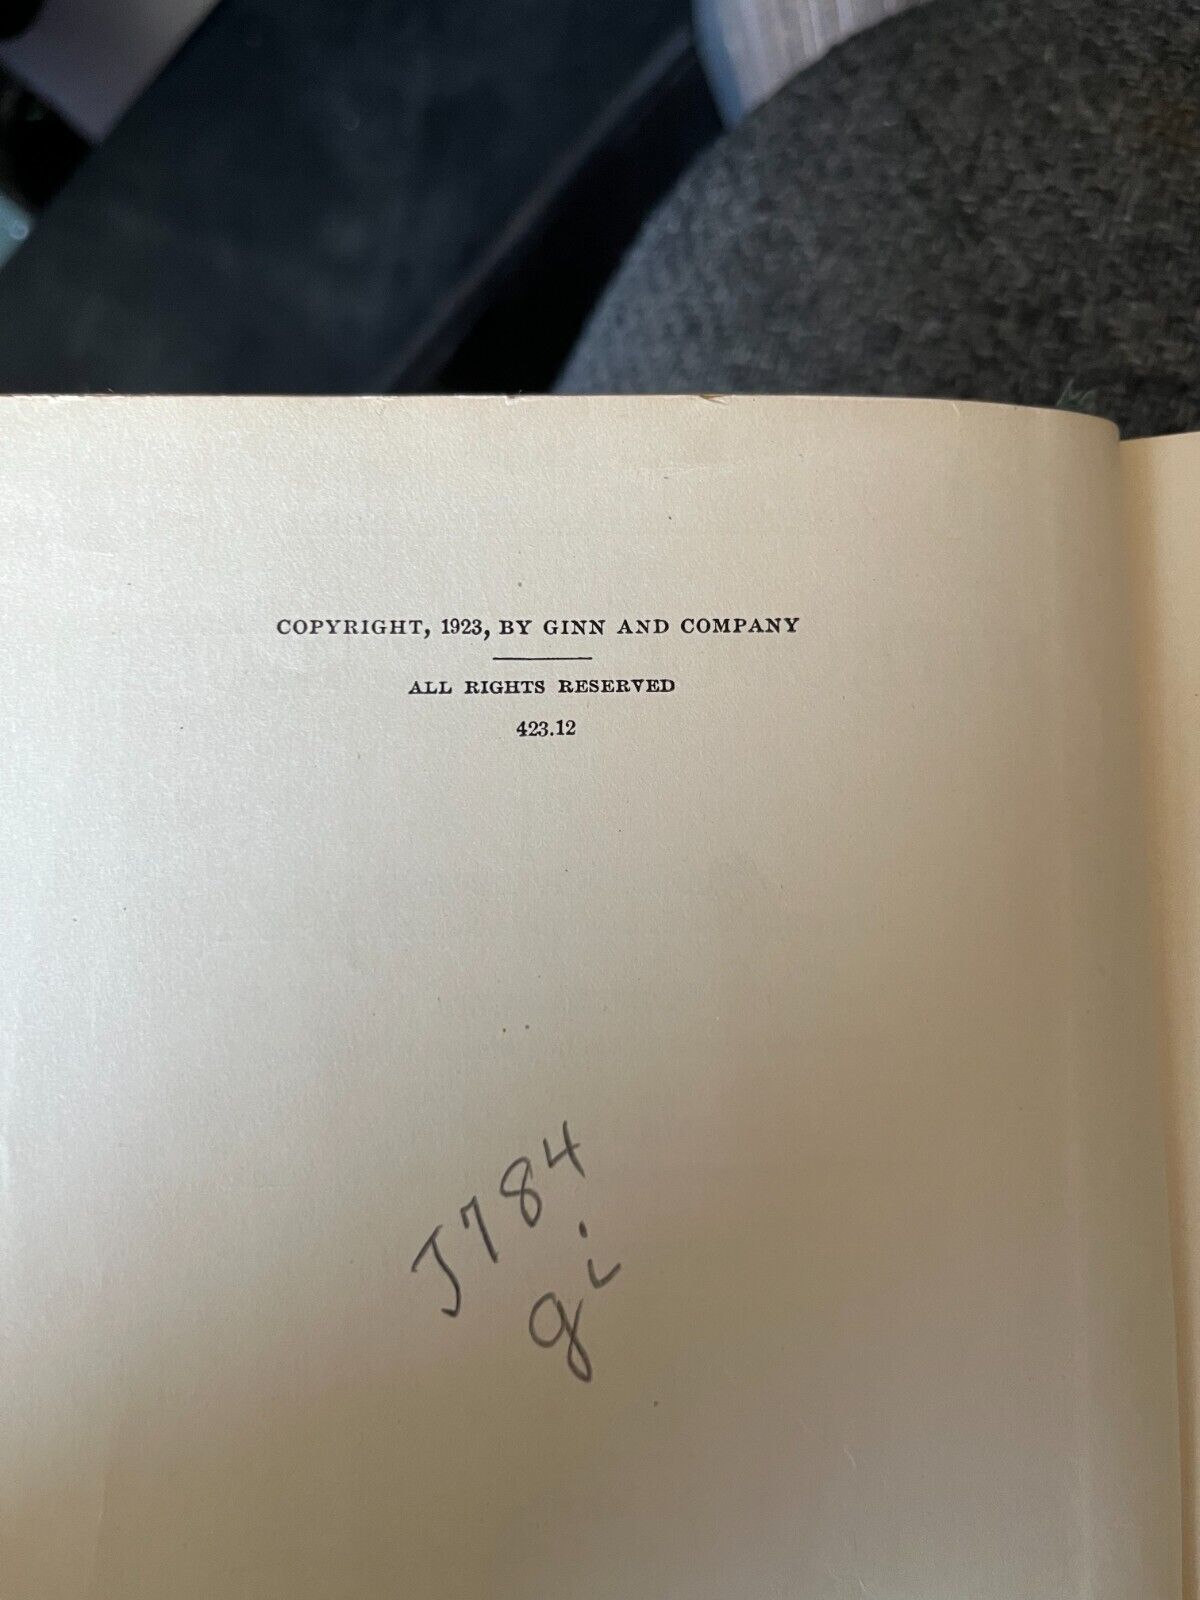 COPYRIGHT, 1923, BY GINN AND COMPANY
ALL RIGHTS RESERVED
423.12
J784
gi